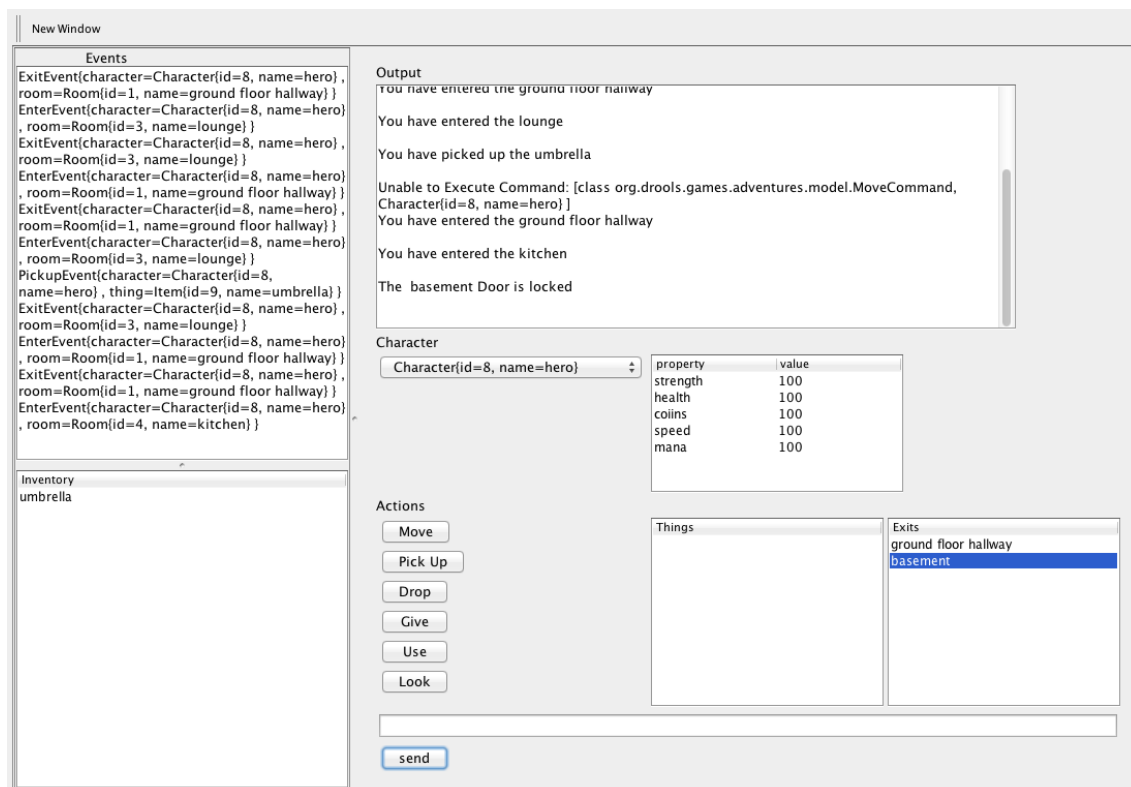 New Window
Events
ExitEvent{character=Character{id=8, name=hero} ,
room=Room{id=1, name=ground floor hallway} }
EnterEvent{character=Character{id=8, name=hero}
, room=Room{id=3, name=lounge} }
ExitEvent{character=Character{id=8, name=hero} ,
room=Room{id=3, name=lounge} }
EnterEvent{character=Character{id=8, name=hero}
, room=Room{id=1, name=ground floor hallway} }
ExitEvent{character=Character{id=8, name=hero} ,
room=Room{id=1, name=ground floor hallway} }
EnterEvent{character=Character{id=8, name=hero}
, room=Room{id=3, name=lounge} }
PickupEvent{character=Character{id=8,
name=hero} , thing=Item{id=9, name=umbrella} }
ExitEvent{character=Character{id=8, name=hero} ,
room=Room{id=3, name=lounge} }
EnterEvent{character=Character{id=8, name=hero}
, room=Room{id=1, name=ground floor hallway} }
ExitEvent{character=Character{id=8, name=hero} ,
room=Room{id=1, name=ground floor hallway} }
EnterEvent{character=Character{id=8, name=hero}
, room=Room{id=4, name=kitchen} }
Inventory
umbrella
Output
You have entered the ground floor hallway
You have entered the lounge
You have picked up the umbrella
Unable to Execute Command: [class org.drools.games.adventures.model.MoveCommand,
Character{id=8, name=hero} ]
You have entered the ground floor hallway
You have entered the kitchen
The  basement Door is locked
Character
Character{id=8, name=hero}
property value
strength 100
health 100
coiins 100
speed 100
mana 100
Actions
Move
Pick Up
Drop
Give
Use
Look
Things
Exits
ground floor hallway
basement
send